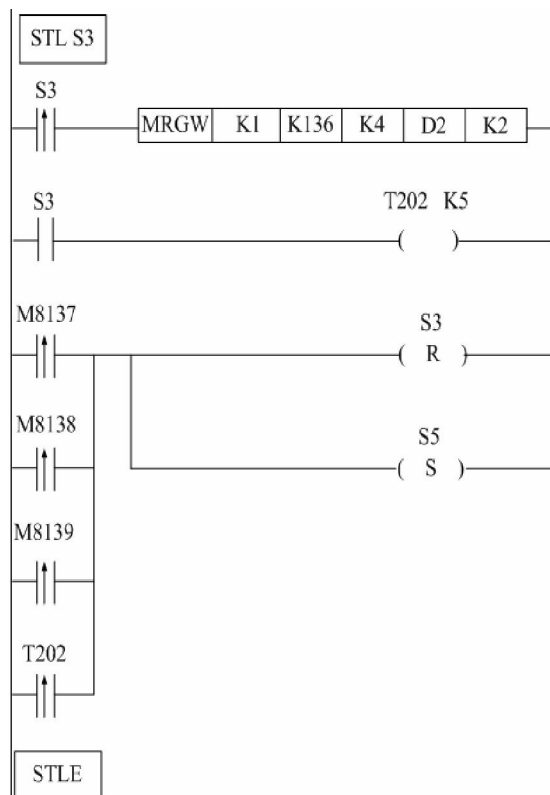 STL S3
S3
MRGW K1 K136 K4 D2 K2
S3
T202 K5
( )
M8137
S3
( R )
M8138
S5
( S )
M8139
T202
STLE